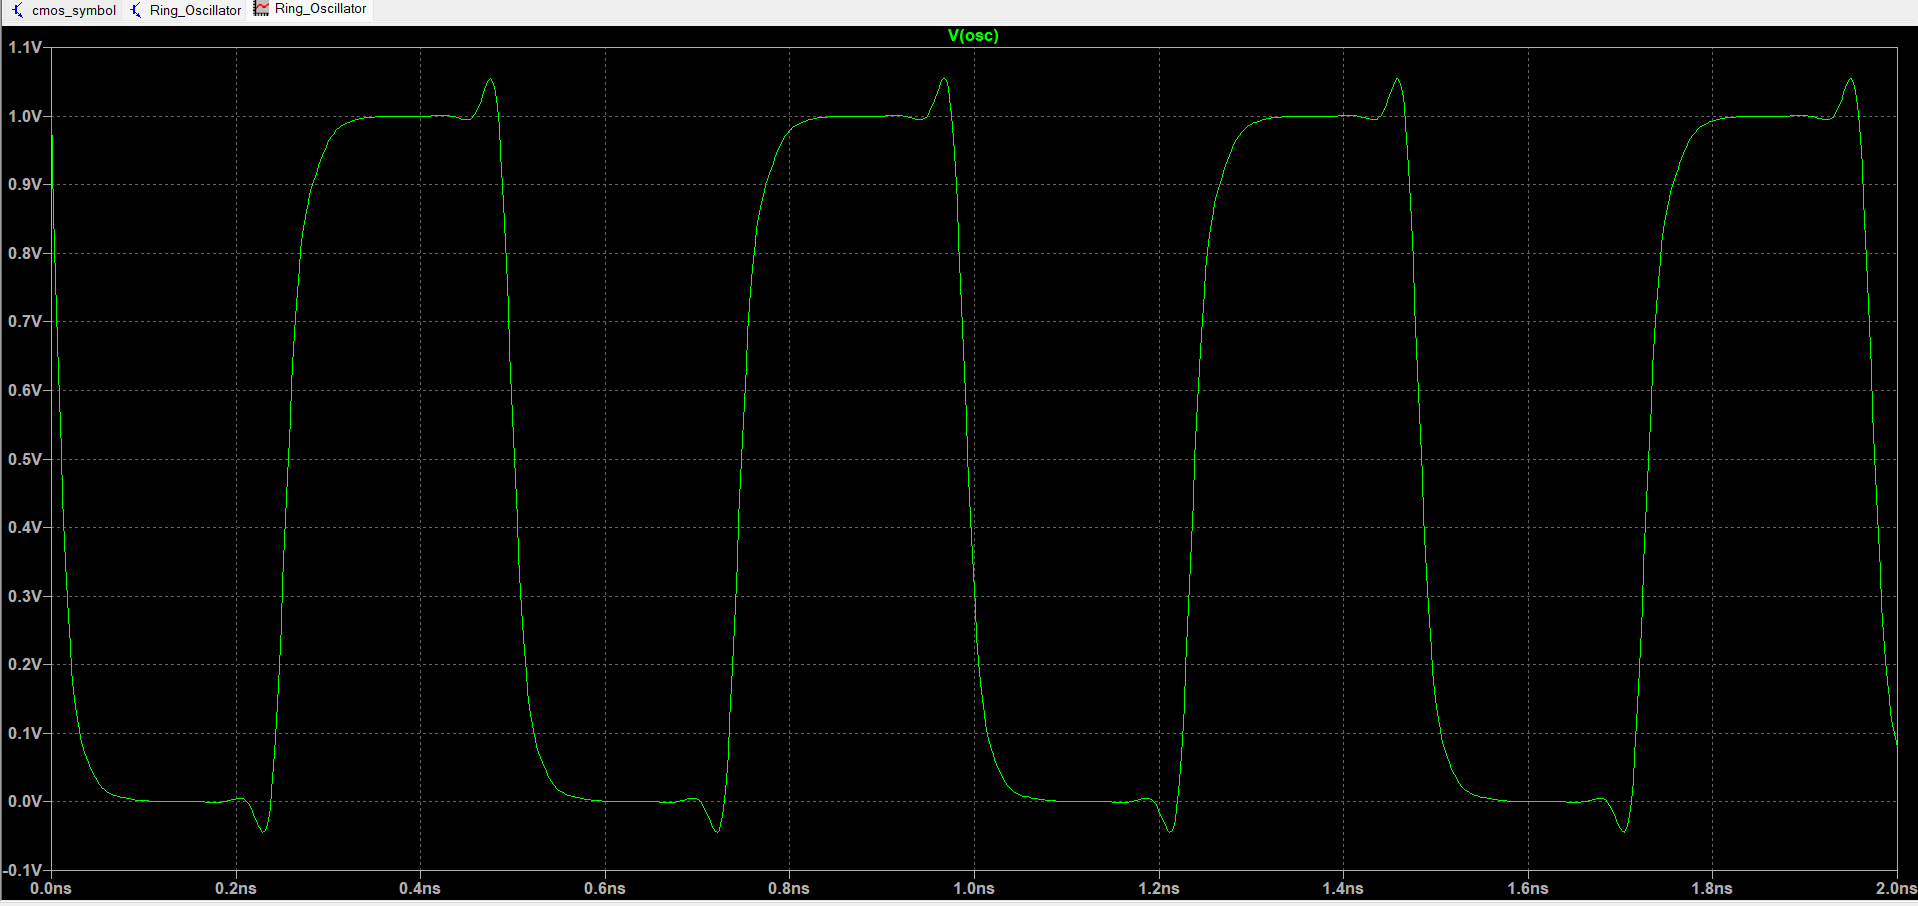 cmos_symbol Ring_Oscillator Ring_Oscillator
V(osc)
1.1V
1.0V
0.9V
0.8V
0.7V
0.6V
0.5V
0.4V
0.3V
0.2V
0.1V
0.0V
-0.1V
0.0ns 0.2ns 0.4ns 0.6ns 0.8ns 1.0ns 1.2ns 1.4ns 1.6ns 1.8ns 2.0ns